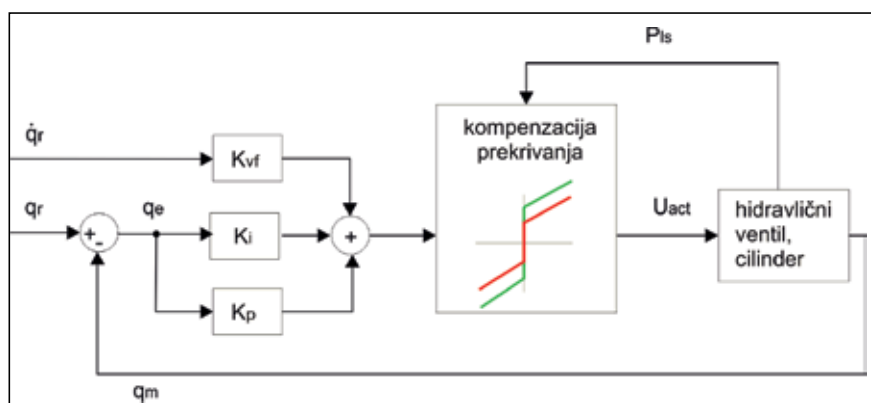 Pls
q̇r
Kvf
kompenzacija
prekrivanja
qr
+
-
qe
Ki
+
Uact
hidravlični
ventil,
cilinder
Kp
qm